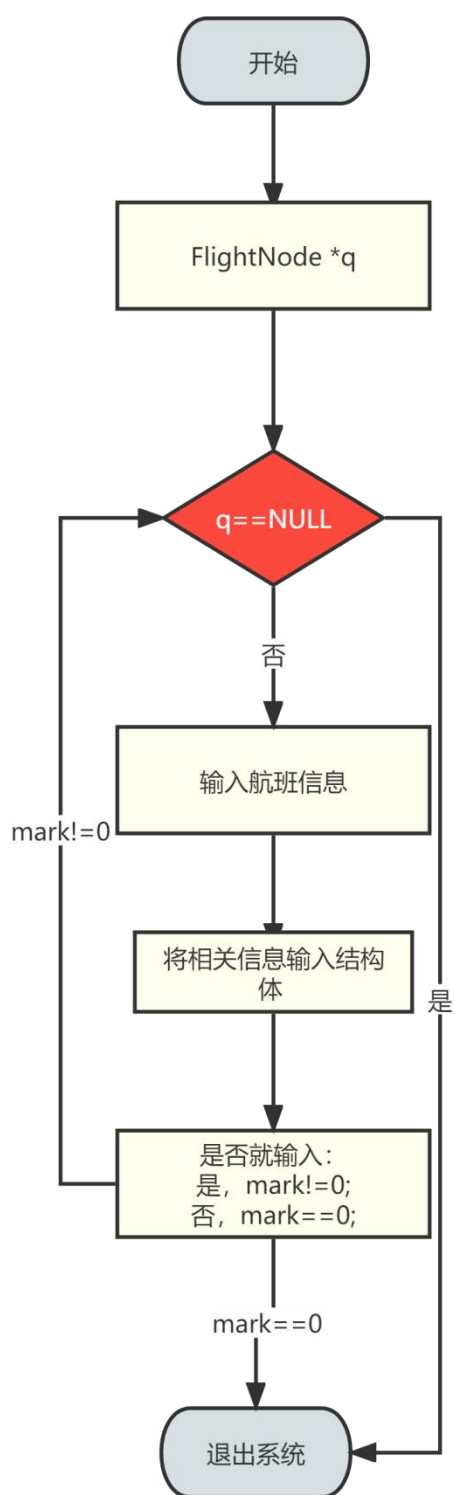 开始
FlightNode *q
q==NULL
否
输入航班信息
mark!=0
将相关信息输入结构
体
是
是否就输入：
是，mark!=0;
否，mark==0;
mark==0
退出系统